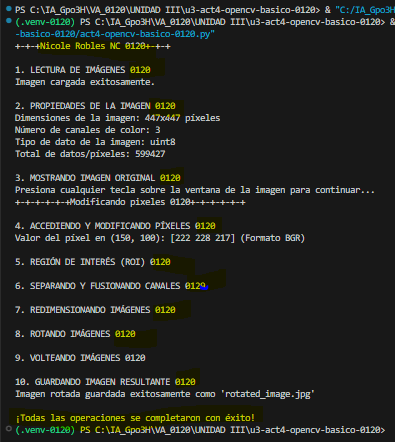 PS C:\IA_Gpo3H\VA_0120\UNIDAD III\u3-act4-opencv-basico-0120> & "C:/IA_Gpo3H
(.venv-0120) PS C:\IA_Gpo3H\VA_0120\UNIDAD III\u3-act4-opencv-basico-0120> &
-basico-0120/act4-opencv-basico-0120.py"
+-+-+Nicole Robles NC 0120+-+-+
1. LECTURA DE IMÁGENES 0120
Imagen cargada exitosamente.
2. PROPIEDADES DE LA IMAGEN 0120
Dimensiones de la imagen: 447x447 píxeles
Número de canales de color: 3
Tipo de dato de la imagen: uint8
Total de datos/píxeles: 599427
3. MOSTRANDO IMAGEN ORIGINAL 0120
Presiona cualquier tecla sobre la ventana de la imagen para continuar...
+-+-+-+-+-+Modificando pixeles 0120+-+-+-+-+-+
4. ACCEDIENDO Y MODIFICANDO PÍXELES 0120
Valor del píxel en (150, 100): [222 228 217] (Formato BGR)
5. REGIÓN DE INTERÉS (ROI) 0120
6. SEPARANDO Y FUSIONANDO CANALES 0120
7. REDIMENSIONANDO IMÁGENES 0120
8. ROTANDO IMÁGENES 0120
9. VOLTEANDO IMÁGENES 0120
10. GUARDANDO IMAGEN RESULTANTE 0120
Imagen rotada guardada exitosamente como 'rotated_image.jpg'
¡Todas las operaciones se completaron con éxito!
(.venv-0120) PS C:\IA_Gpo3H\VA_0120\UNIDAD III\u3-act4-opencv-basico-0120>